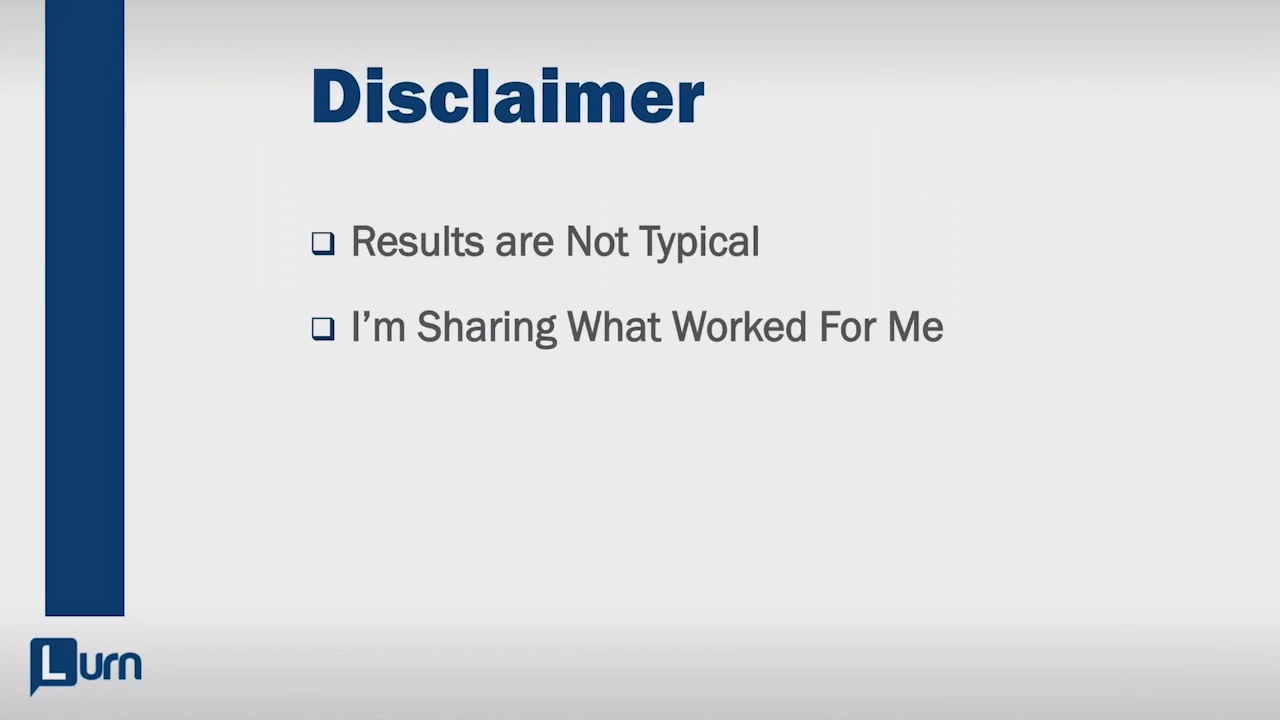 Disclaimer
Results are Not Typical
I'm Sharing What Worked For Me
Lurn